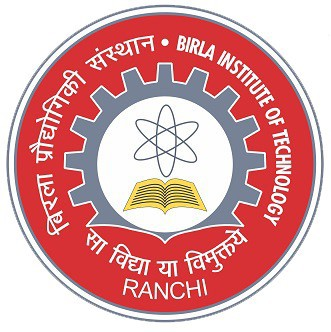 बिरला प्रौद्योगिकी संस्थान • BIRLA INSTITUTE OF TECHNOLOGY
सा विद्या या विमुक्तये
RANCHI